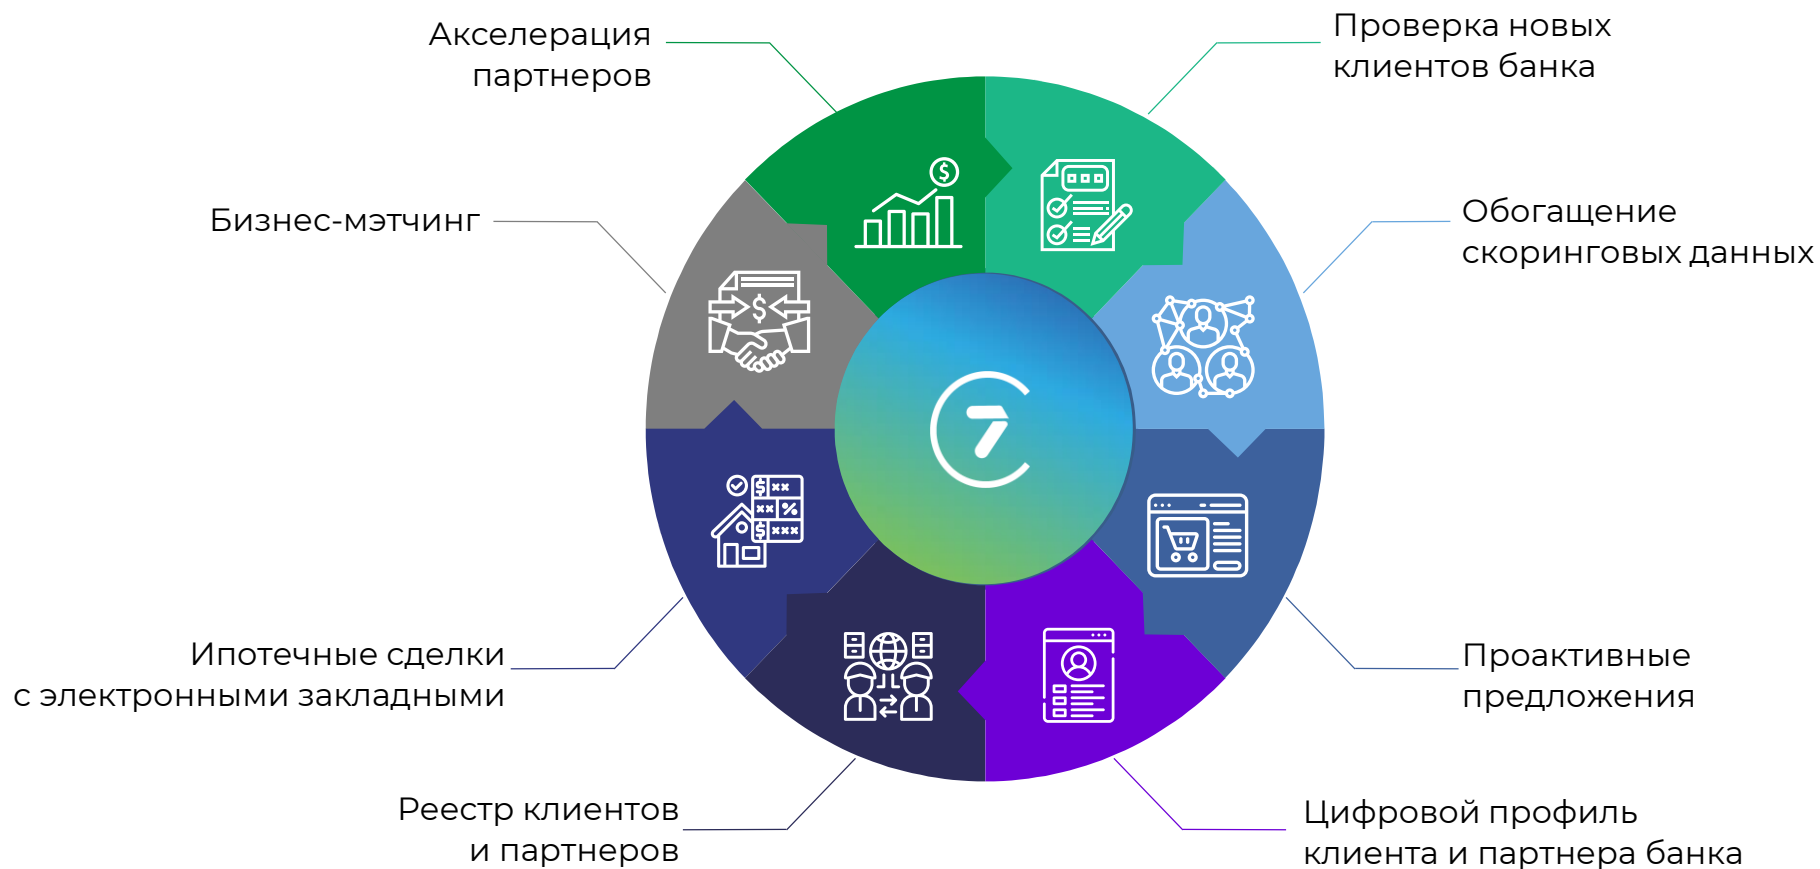 Акселерация
партнеров
Проверка новых
клиентов банка
Бизнес-мэтчинг
Обогащение
скоринговых данных
7
Ипотечные сделки
с электронными закладными
Проактивные
предложения
Реестр клиентов
и партнеров
Цифровой профиль
клиента и партнера банка